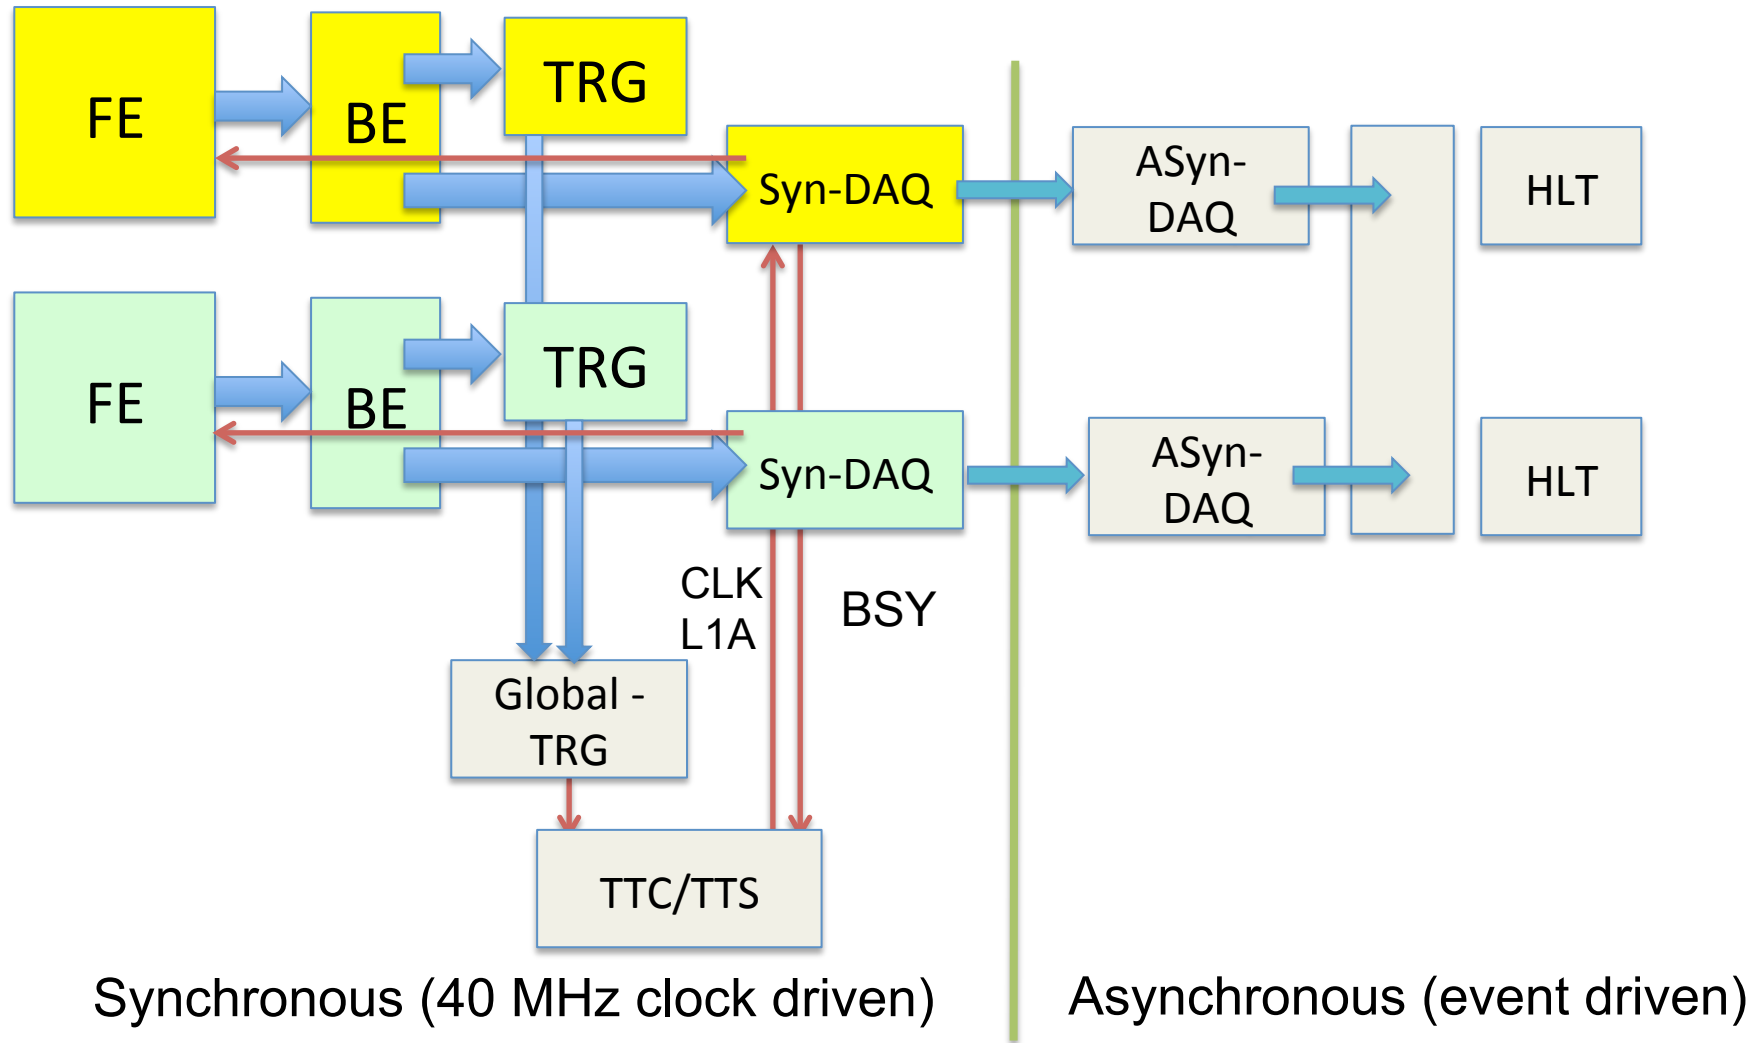 FE
BE
TRG
Syn-DAQ
ASyn-
DAQ
HLT
FE
BE
TRG
Syn-DAQ
ASyn-
DAQ
HLT
CLK
L1A
BSY
Global -
TRG
TTC/TTS
Synchronous (40 MHz clock driven)
Asynchronous (event driven)